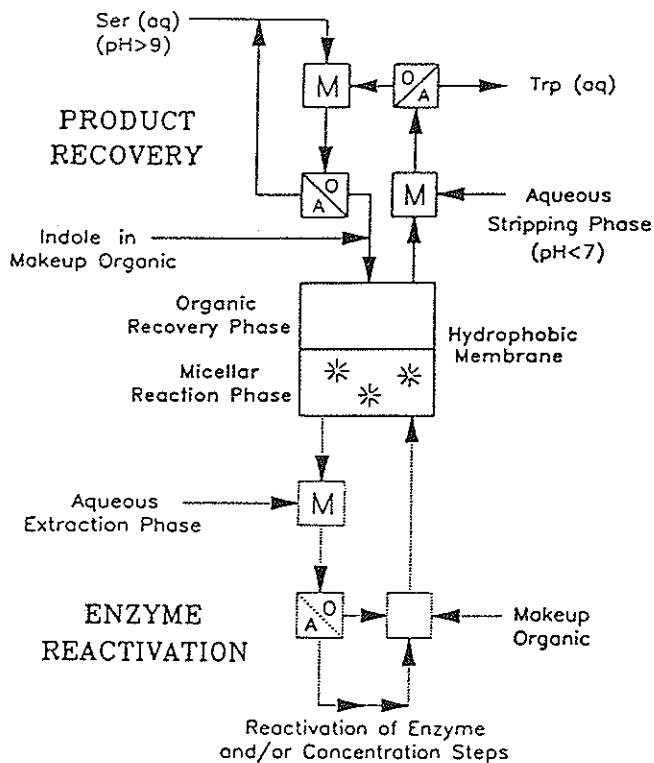 Ser (aq)
(pH>9)
M
O
A
Trp (aq)
PRODUCT
RECOVERY
A
O
M
Aqueous
Stripping Phase
(pH<7)
Indole in
Makeup Organic
Organic
Recovery Phase
Hydrophobic
Membrane
Micellar
Reaction Phase
Aqueous
Extraction Phase
M
ENZYME
REACTIVATION
A
O
Makeup
Organic
Reactivation of Enzyme
and/or Concentration Steps